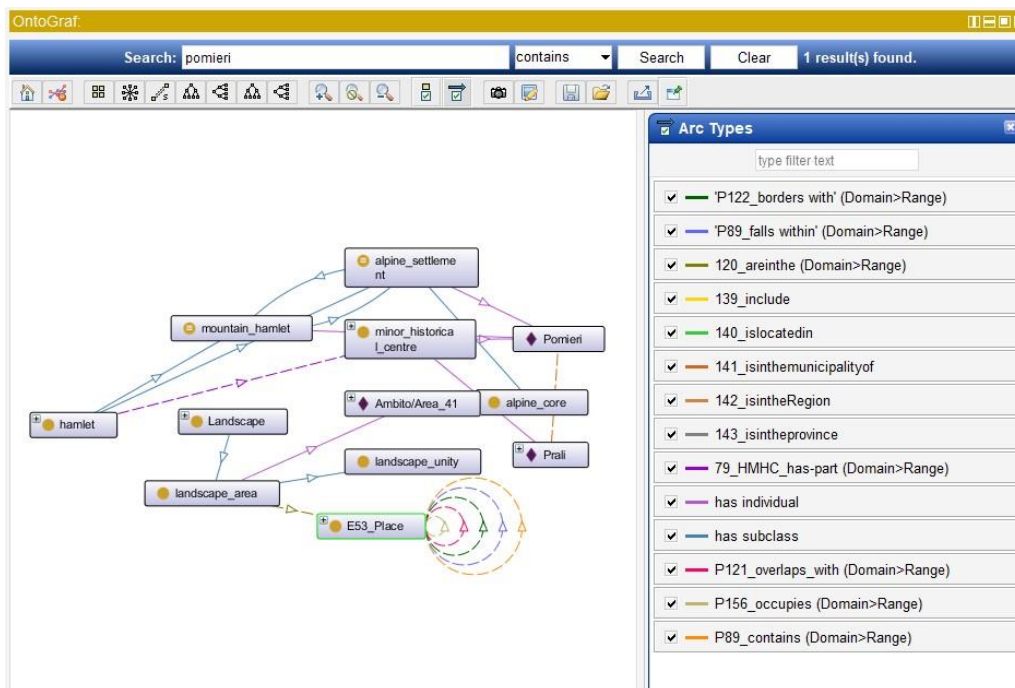 OntoGraf:
Search: pomieri contains Search Clear 1 result(s) found.
Arc Types
type filter text
'P122_borders with' (Domain>Range)
'P89_falls within' (Domain>Range)
120_areinthe (Domain>Range)
139_include
140_islocatedin
141_isinthemunicipalityof
142_isintheRegion
143_isintheprovince
79_HMHC_has-part (Domain>Range)
has individual
has subclass
P121_overlaps_with (Domain>Range)
P156_occupies (Domain>Range)
P89_contains (Domain>Range)
alpine_settleme
nt
mountain_hamlet
minor_historica
l_centre
Pomieri
Ambito/Area_41
alpine_core
hamlet
Landscape
landscape_unity
Prali
landscape_area
E53_Place